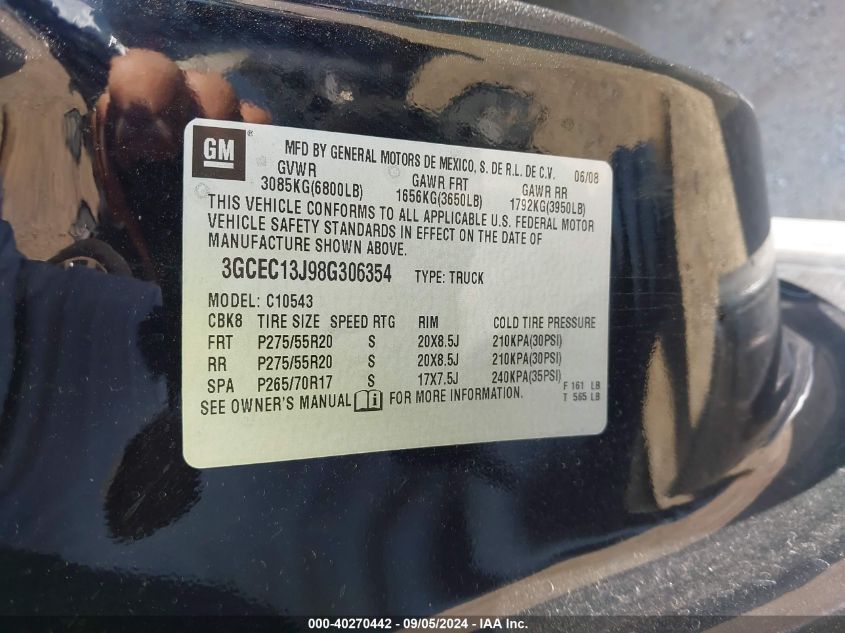 GM ®
MFD BY GENERAL MOTORS DE MEXICO, S. DE R.L. DE C.V. 06/08
GVWR GAWR FRT GAWR RR
3085KG(6800LB) 1656KG(3650LB) 1792KG(3950LB)
THIS VEHICLE CONFORMS TO ALL APPLICABLE U.S. FEDERAL MOTOR
VEHICLE SAFETY STANDARDS IN EFFECT ON THE DATE OF
MANUFACTURE SHOWN ABOVE.
3GCEC13J98G306354 TYPE: TRUCK
MODEL: C10543
CBK8 TIRE SIZE SPEED RTG RIM COLD TIRE PRESSURE
FRT P275/55R20 S 20X8.5J 210KPA(30PSI)
RR P275/55R20 S 20X8.5J 210KPA(30PSI)
SPA P265/70R17 S 17X7.5J 240KPA(35PSI) F 161 LB
SEE OWNER'S MANUAL i FOR MORE INFORMATION. T 565 LB
000-40270442 - 09/05/2024 - IAA Inc.